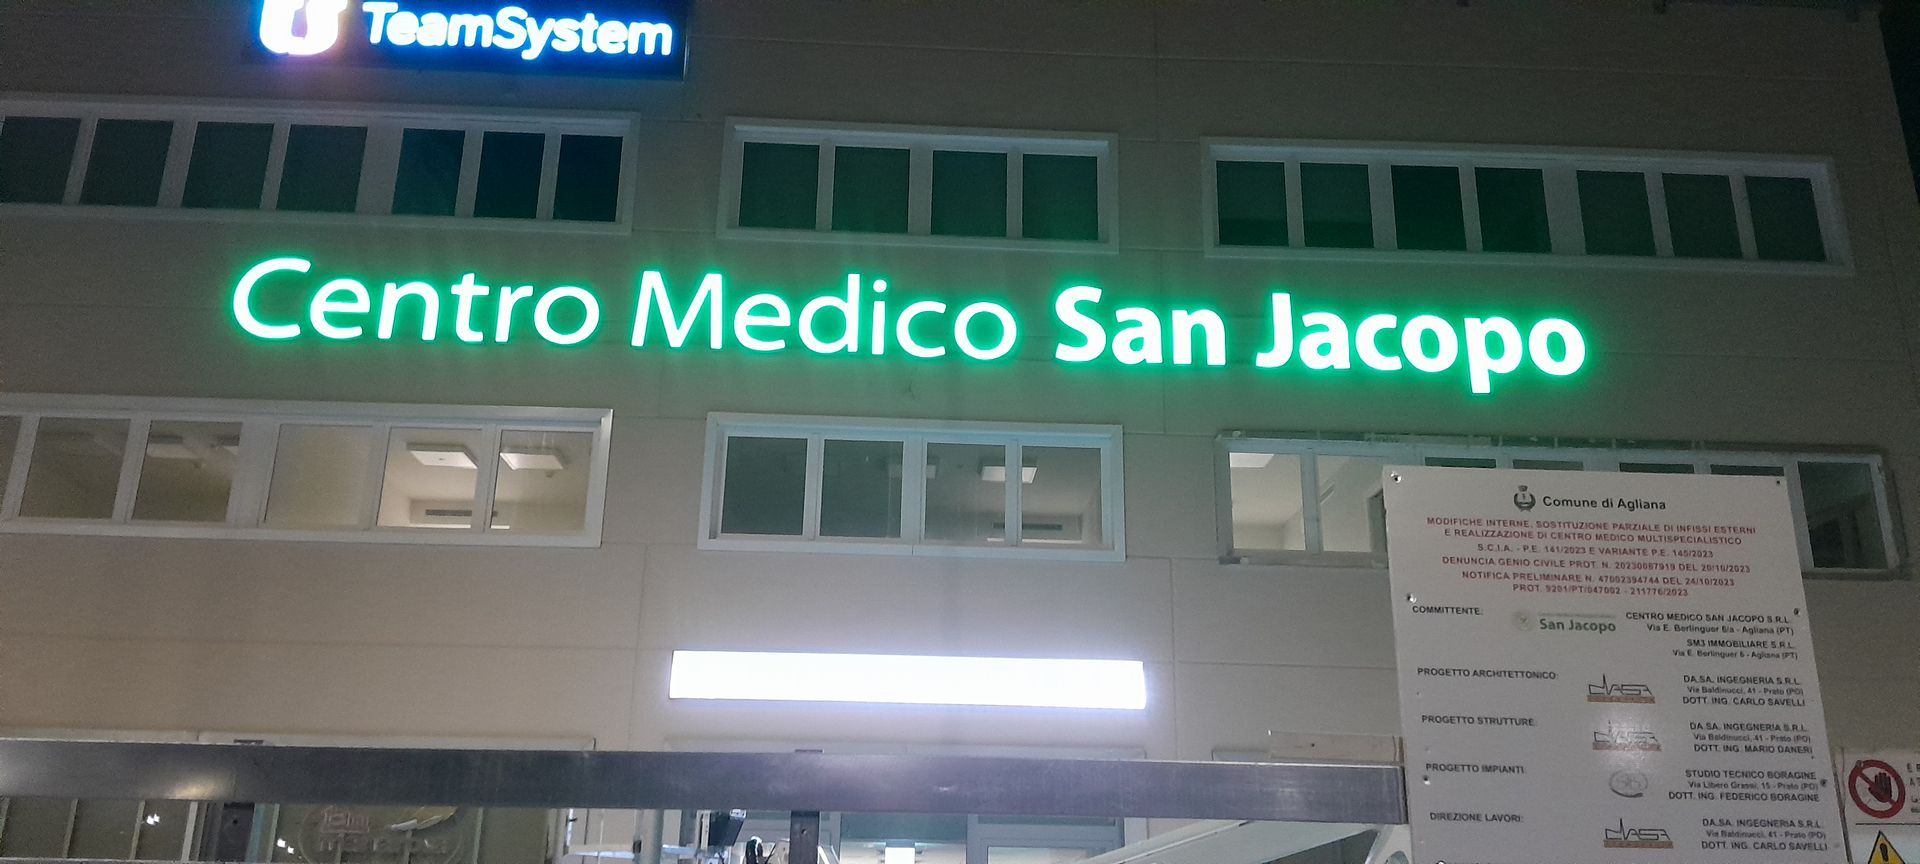 TeamSystem
Centro Medico San Jacopo
Comune di Agliana
MODIFICHE INTERNE, SOSTITUZIONE PARZIALE DI INFISSI ESTERNI
E REALIZZAZIONE DI CENTRO MEDICO MULTISPECIALISTICO
S.C.I.A. - P.E. 141/2023 E VARIANTE P.E. 145/2023
DENUNCIA GENIO CIVILE PROT. N. 20230087919 DEL 20/10/2023
NOTIFICA PRELIMINARE N. 47002394744 DEL 24/10/2023
PROT. 9201/PT/047002 - 211776/2023
COMMITTENTE:
San Jacopo
CENTRO MEDICO SAN JACOPO S.R.L.
Via E. Berlinguer 6/a - Agliana (PT)
SM3 IMMOBILIARE S.R.L.
Via E. Berlinguer 6 - Agliana (PT)
PROGETTO ARCHITETTONICO:
DASA
DA.SA. INGEGNERIA S.R.L.
Via Baldinucci, 41 - Prato (PO)
DOTT. ING. CARLO SAVELLI
PROGETTO STRUTTURE:
DASA
DA.SA. INGEGNERIA S.R.L.
Via Baldinucci, 41 - Prato (PO)
DOTT. ING. MARIO DANERI
PROGETTO IMPIANTI:
STUDIO TECNICO BORAGINE
Via Libero Grassi, 15 - Prato (PO)
DOTT. ING. FEDERICO BORAGINE
DIREZIONE LAVORI:
DASA
DA.SA. INGEGNERIA S.R.L.
Via Baldinucci, 41 - Prato (PO)
DOTT. ING. CARLO SAVELLI